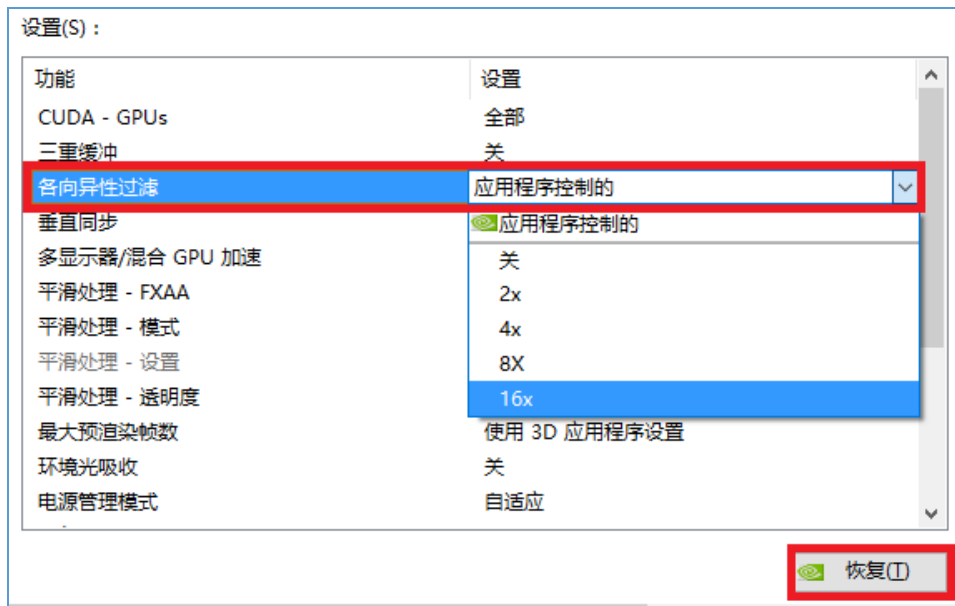 设置(S)：
功能 设置
CUDA - GPUs 全部
三重缓冲 关
各向异性过滤 应用程序控制的
垂直同步 应用程序控制的
多显示器/混合 GPU 加速 关
平滑处理 - FXAA 2x
平滑处理 - 模式 4x
平滑处理 - 设置 8X
平滑处理 - 透明度 16x
最大预渲染帧数 使用 3D 应用程序设置
环境光吸收 关
电源管理模式 自适应
恢复(T)